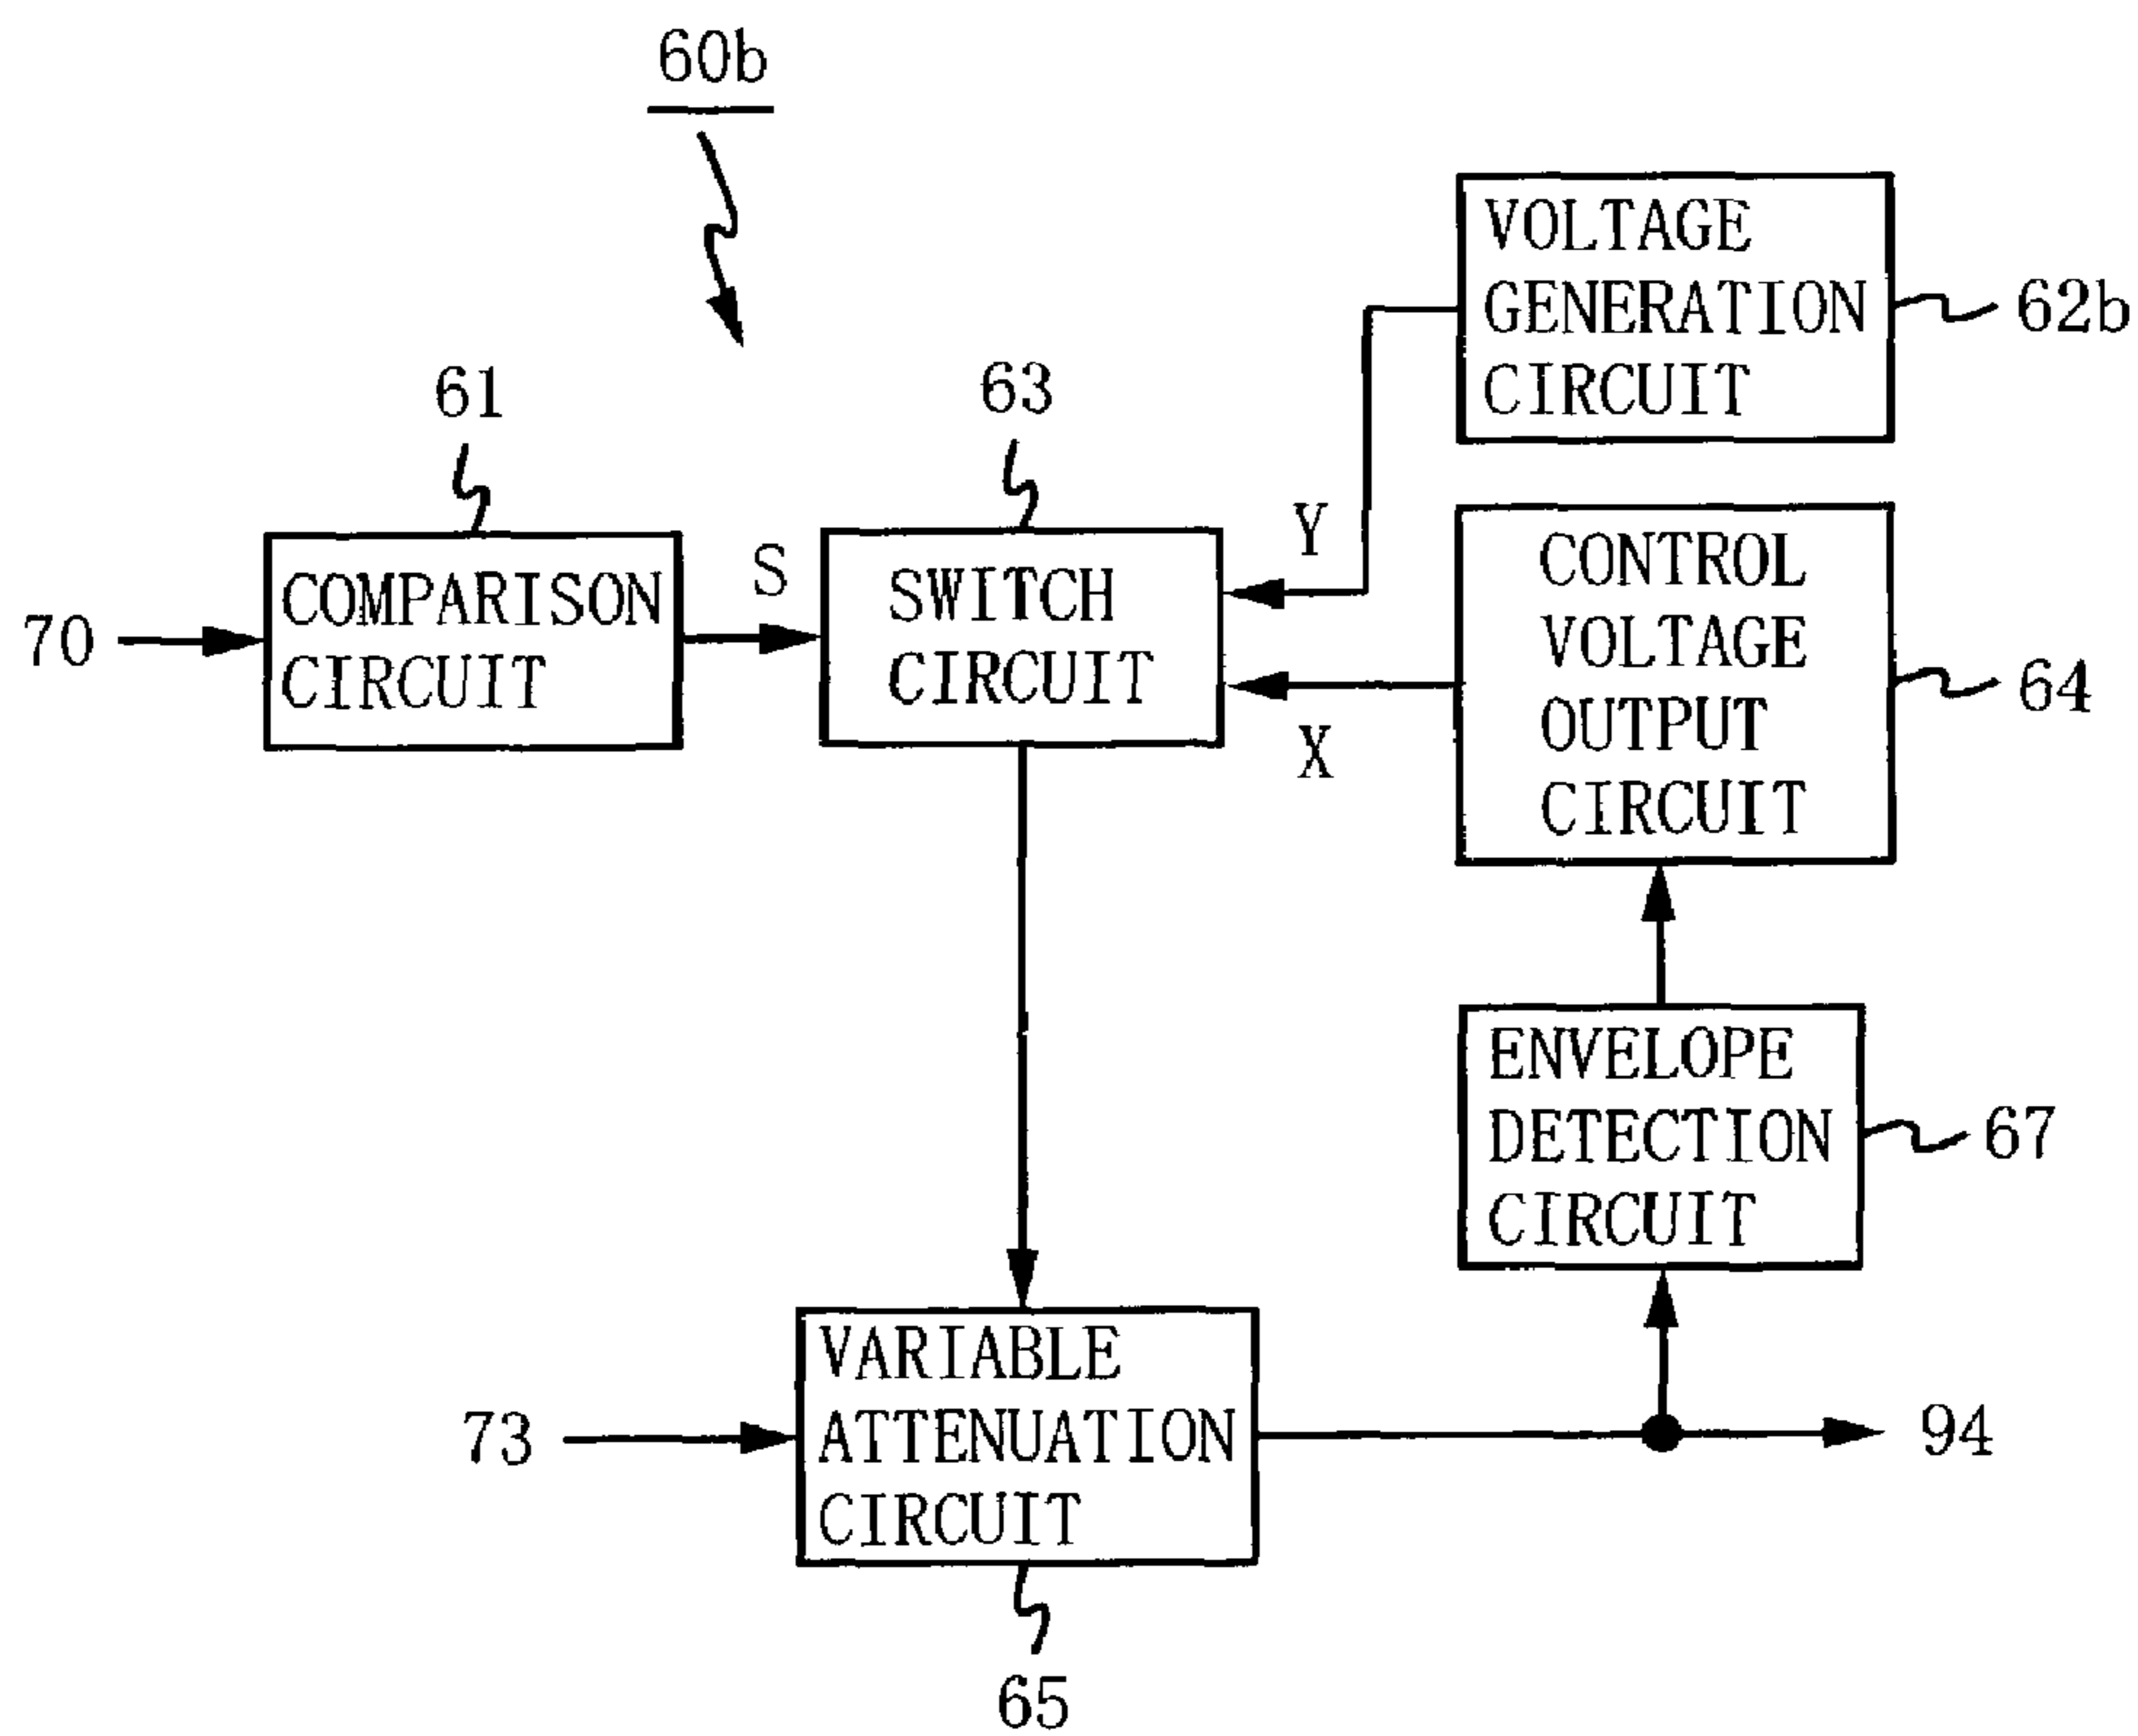 60b
VOLTAGE
GENERATION
CIRCUIT
62b
61
63
Y
CONTROL
VOLTAGE
OUTPUT
CIRCUIT
64
70
COMPARISON
CIRCUIT
S
SWITCH
CIRCUIT
X
ENVELOPE
DETECTION
CIRCUIT
67
73
VARIABLE
ATTENUATION
CIRCUIT
94
65